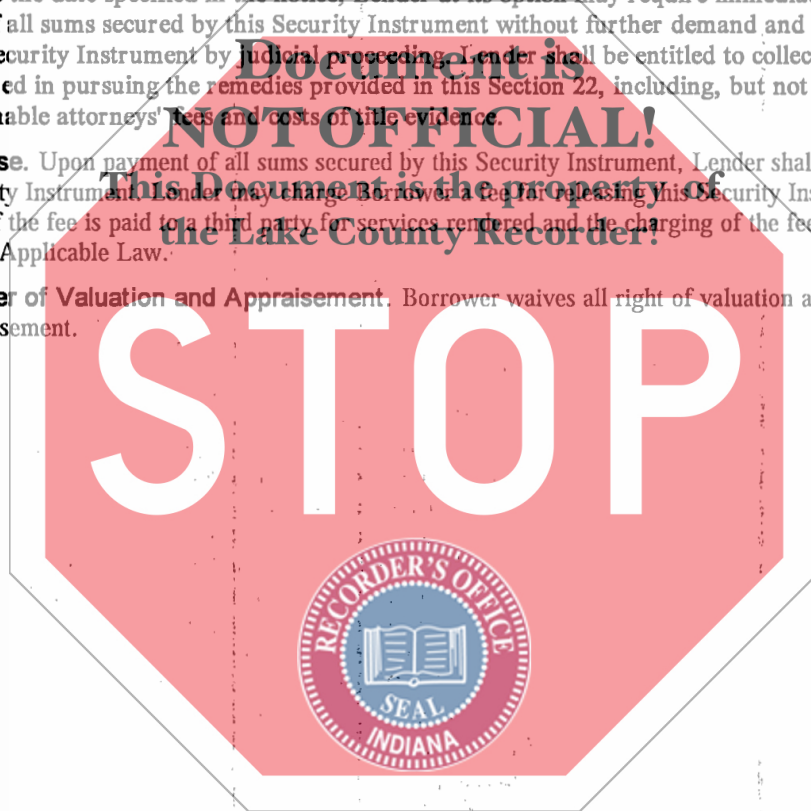 all sums secured by this Security Instrument without further demand and
Document is
ecurity Instrument by judicial proceeding. Lender shall be entitled to collec
ed in pursuing the remedies provided in this Section 22, including, but not
able attorneys' fees and costs of title evidence.
NOT OFFICIAL!
se. Upon payment of all sums secured by this Security Instrument, Lender shal
This Document is the property of
ty Instrument. Lender may charge Borrower a fee for releasing this Security Ins
the fee is paid to a third party for services rendered and the charging of the fee
the Lake County Recorder!
Applicable Law.
er of Valuation and Appraisement. Borrower waives all right of valuation a
sement.
STOP
RECORDER'S OFFICE
SEAL
INDIANA